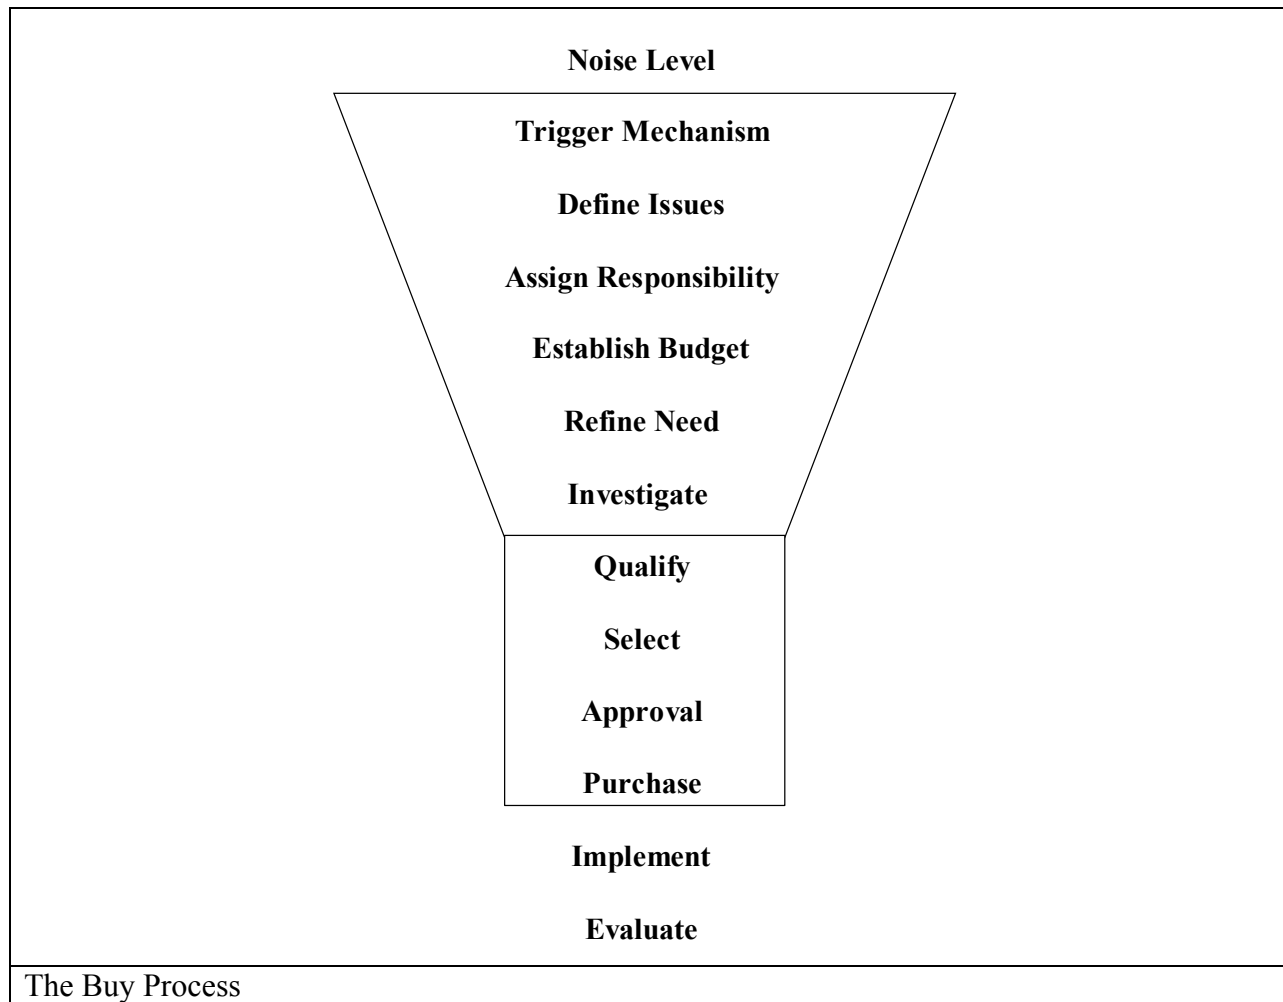 Noise Level
Trigger Mechanism
Define Issues
Assign Responsibility
Establish Budget
Refine Need
Investigate
Qualify
Select
Approval
Purchase
Implement
Evaluate
The Buy Process